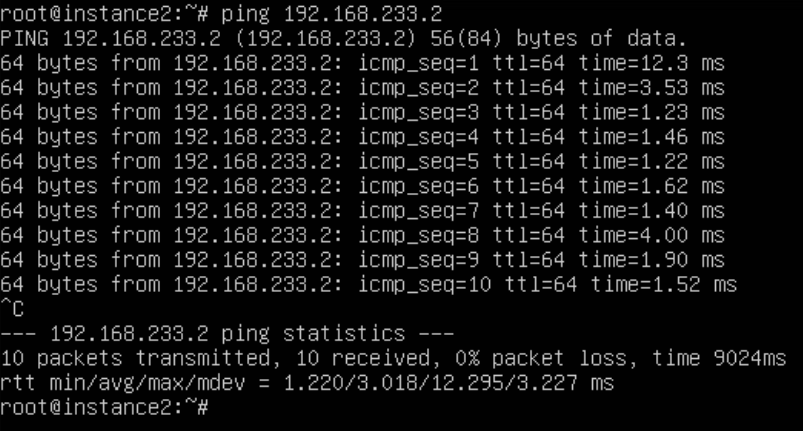 root@instance2:~# ping 192.168.233.2
PING 192.168.233.2 (192.168.233.2) 56(84) bytes of data.
64 bytes from 192.168.233.2: icmp_seq=1 ttl=64 time=12.3 ms
64 bytes from 192.168.233.2: icmp_seq=2 ttl=64 time=3.53 ms
64 bytes from 192.168.233.2: icmp_seq=3 ttl=64 time=1.23 ms
64 bytes from 192.168.233.2: icmp_seq=4 ttl=64 time=1.46 ms
64 bytes from 192.168.233.2: icmp_seq=5 ttl=64 time=1.22 ms
64 bytes from 192.168.233.2: icmp_seq=6 ttl=64 time=1.62 ms
64 bytes from 192.168.233.2: icmp_seq=7 ttl=64 time=1.40 ms
64 bytes from 192.168.233.2: icmp_seq=8 ttl=64 time=4.00 ms
64 bytes from 192.168.233.2: icmp_seq=9 ttl=64 time=1.90 ms
64 bytes from 192.168.233.2: icmp_seq=10 ttl=64 time=1.52 ms
^C
--- 192.168.233.2 ping statistics ---
10 packets transmitted, 10 received, 0% packet loss, time 9024ms
rtt min/avg/max/mdev = 1.220/3.018/12.295/3.227 ms
root@instance2:~#